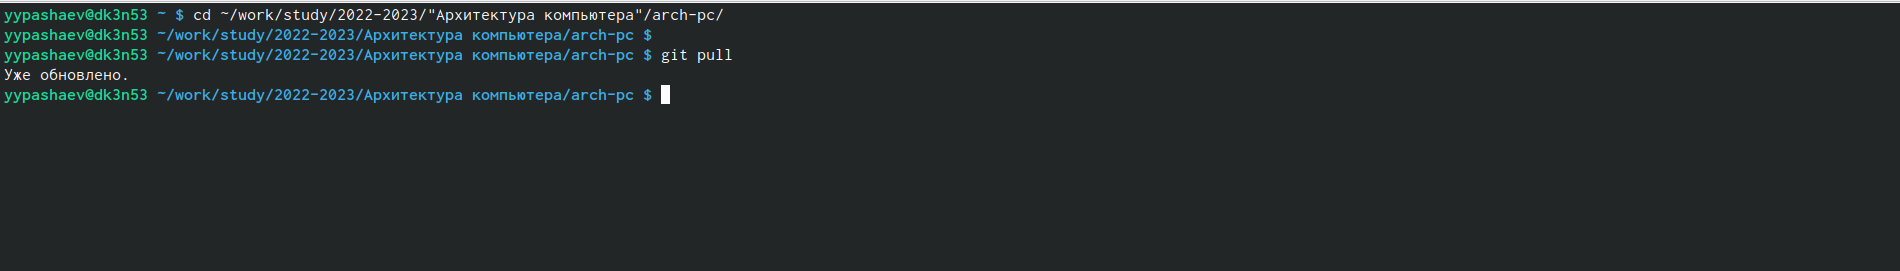 yypashaev@dk3n53 ~ $ cd ~/work/study/2022-2023/"Архитектура компьютера"/arch-pc/
yypashaev@dk3n53 ~/work/study/2022-2023/Архитектура компьютера/arch-pc $
yypashaev@dk3n53 ~/work/study/2022-2023/Архитектура компьютера/arch-pc $ git pull
Уже обновлено.
yypashaev@dk3n53 ~/work/study/2022-2023/Архитектура компьютера/arch-pc $